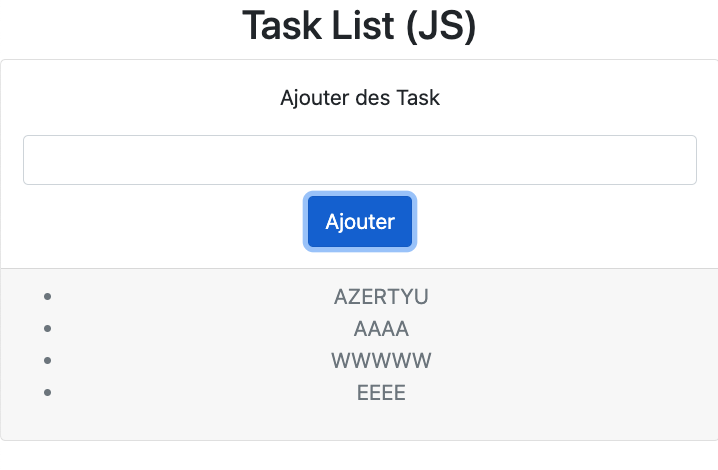 Task List (JS)
Ajouter des Task
Ajouter
AZERTYU
AAAA
WWWWW
EEEE